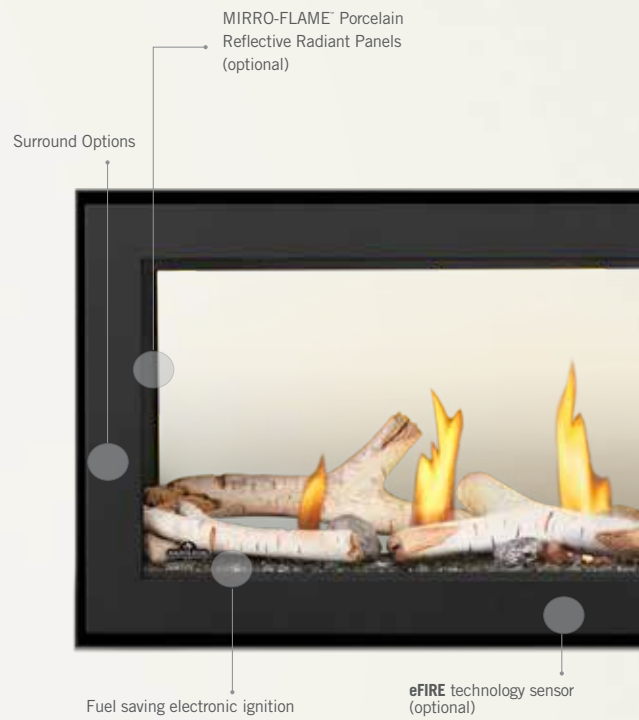 MIRRO-FLAME™ Porcelain
Reflective Radiant Panels
(optional)
Surround Options
Fuel saving electronic ignition
eFIRE technology sensor
(optional)